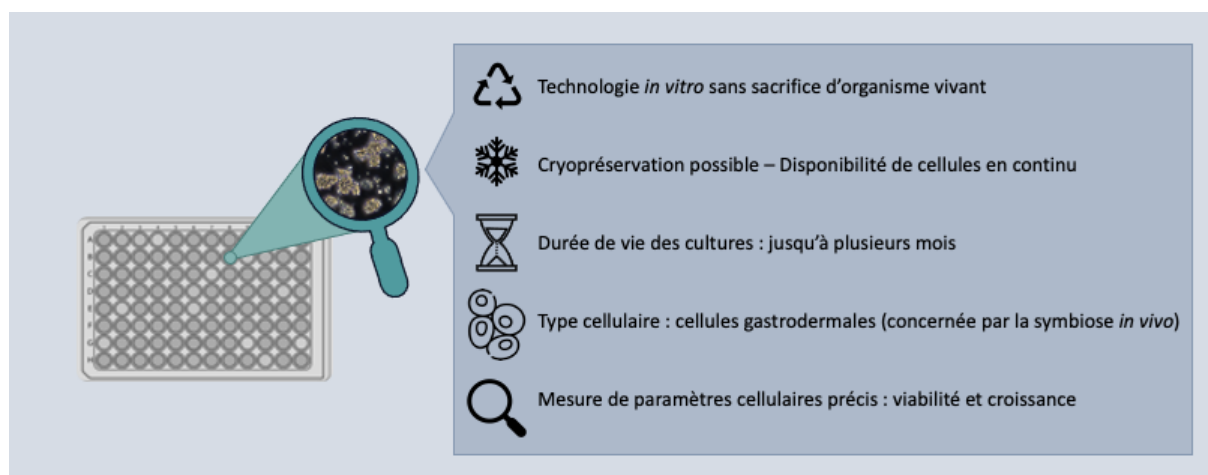 Technologie in vitro sans sacrifice d'organisme vivant
Cryopréservation possible – Disponibilité de cellules en continu
Durée de vie des cultures : jusqu'à plusieurs mois
Type cellulaire : cellules gastrodermales (concernée par la symbiose in vivo)
Mesure de paramètres cellulaires précis : viabilité et croissance
A
B
C
D
E
F
G
H